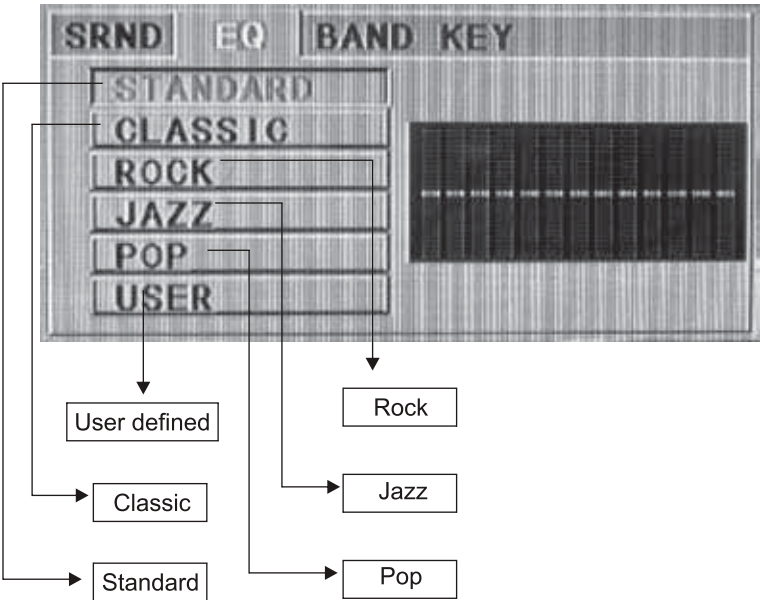 SRND EQ BAND KEY
STANDARD
CLASSIC
ROCK
JAZZ
POP
USER
User defined
Rock
Classic
Jazz
Standard
Pop